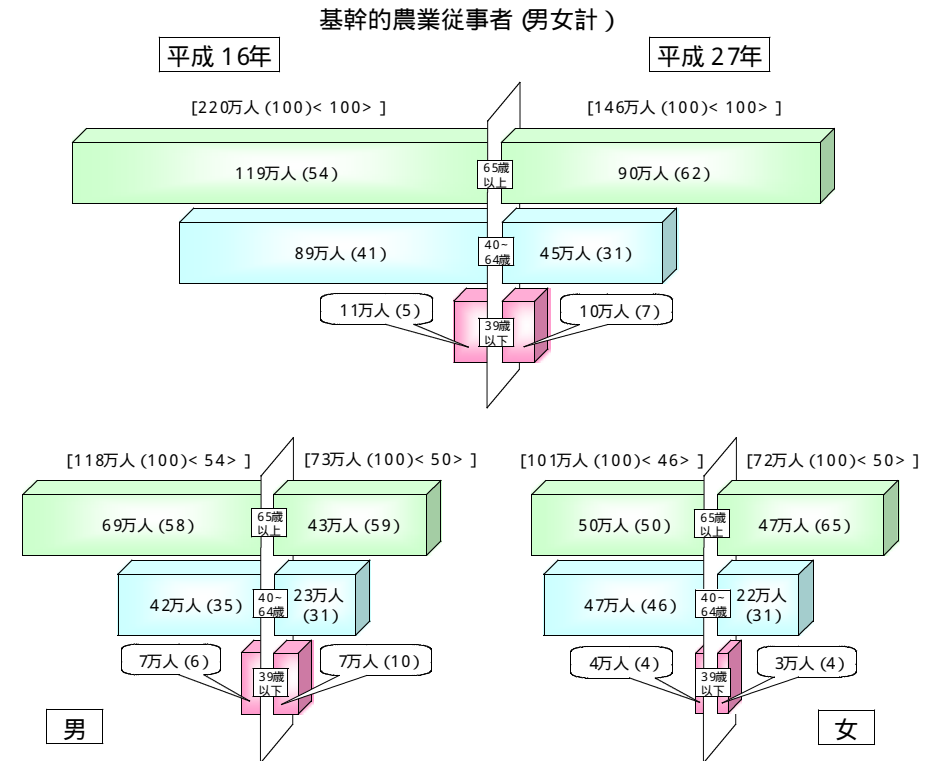 基幹的農業従事者(男女計)
平成16年
平成27年
[220万人(100)<100>]
[146万人(100)<100>]
119万人(54)
65歳
以上
90万人(62)
89万人(41)
40~
64歳
45万人(31)
11万人(5)
39歳
以下
10万人(7)
[118万人(100)<54>]
[73万人(100)<50>]
69万人(58)
65歳
以上
43万人(59)
42万人(35)
40~
64歳
23万人
(31)
7万人(6)
39歳
以下
7万人(10)
男
[101万人(100)<46>]
[72万人(100)<50>]
50万人(50)
65歳
以上
47万人(65)
47万人(46)
40~
64歳
22万人
(31)
4万人(4)
39歳
以下
3万人(4)
女